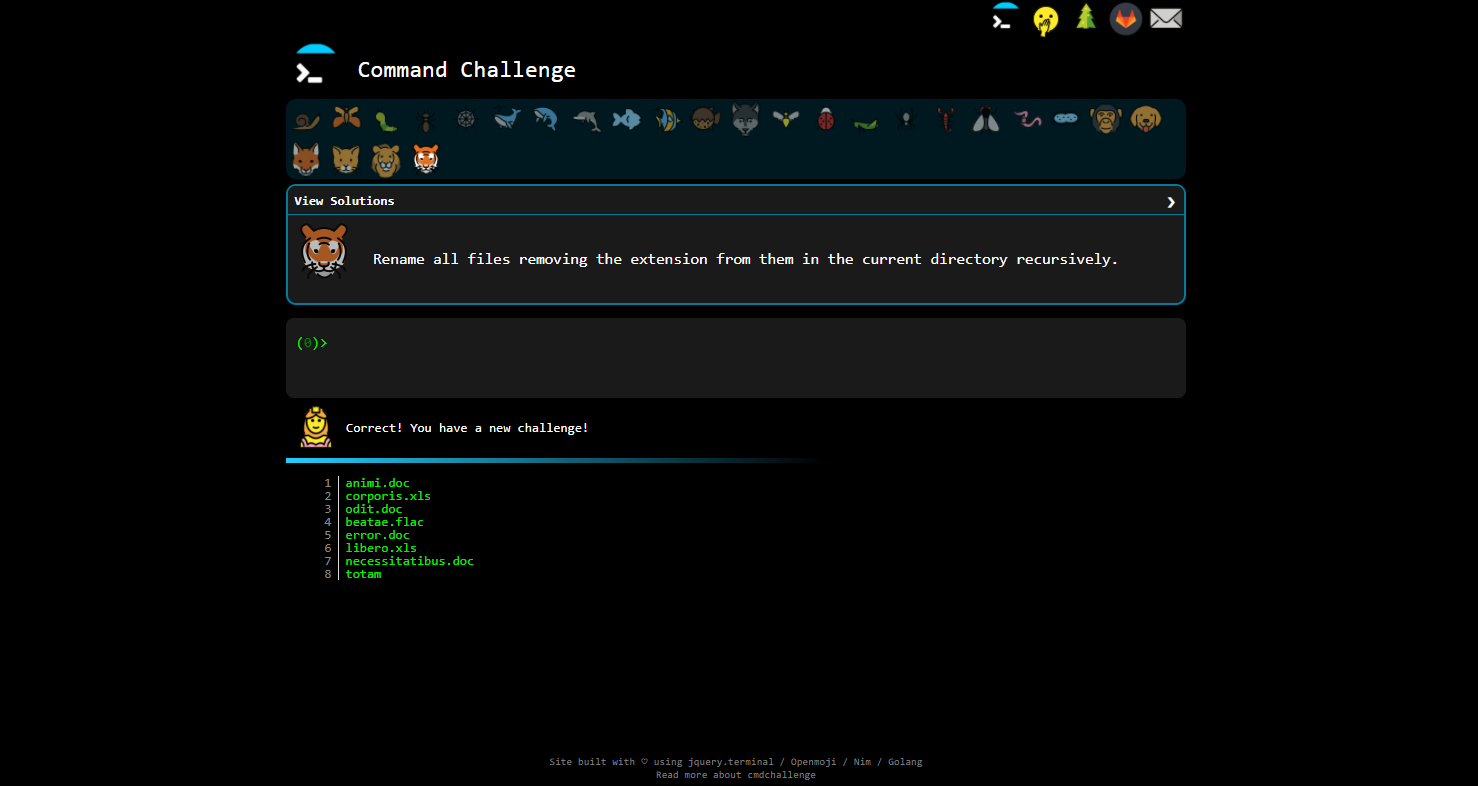 Command Challenge
View Solutions
Rename all files removing the extension from them in the current directory recursively.
(0)>
Correct! You have a new challenge!
1 animi.doc
2 corporis.xls
3 odit.doc
4 beatae.flac
5 error.doc
6 libero.xls
7 necessitatibus.doc
8 totam
Site built with ♡ using jquery.terminal / Openmoji / Nim / Golang
Read more about cmdchallenge